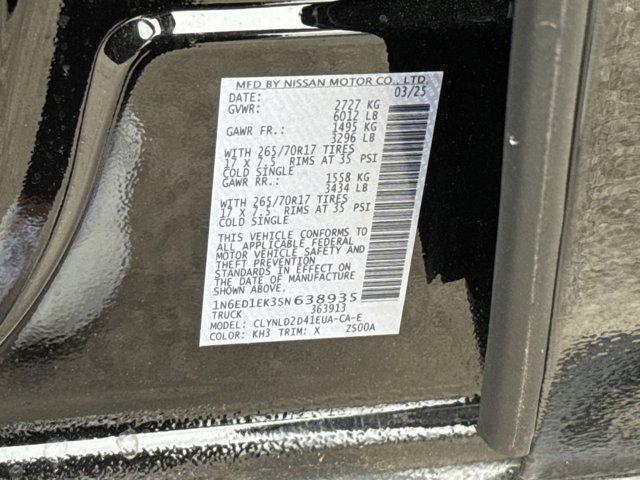 MFD BY NISSAN MOTOR CO., LTD.
DATE: 03/25
GVWR: 2727 KG
6012 LB
GAWR FR.: 1495 KG
3296 LB
WITH 265/70R17 TIRES
17 X 7.5 RIMS AT 35 PSI
COLD SINGLE
GAWR RR.: 1558 KG
3434 LB
WITH 265/70R17 TIRES
17 X 7.5 RIMS AT 35 PSI
COLD SINGLE
THIS VEHICLE CONFORMS TO
ALL APPLICABLE FEDERAL
MOTOR VEHICLE SAFETY AND
THEFT PREVENTION
STANDARDS IN EFFECT ON
THE DATE OF MANUFACTURE
SHOWN ABOVE.
1N6ED1EK3SN638935
TRUCK 363913
MODEL: CLYNLD2D41EUA-CA-E
COLOR: KH3 TRIM: X ZS00A